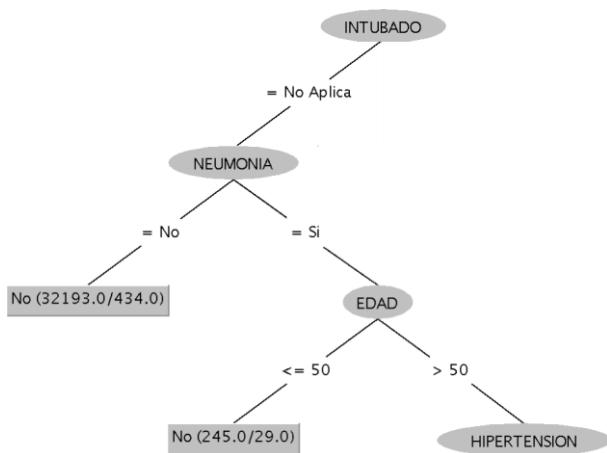 INTUBADO
= No Aplica
NEUMONIA
= No
= Si
No (32193.0/434.0)
EDAD
<= 50
> 50
No (245.0/29.0)
HIPERTENSION